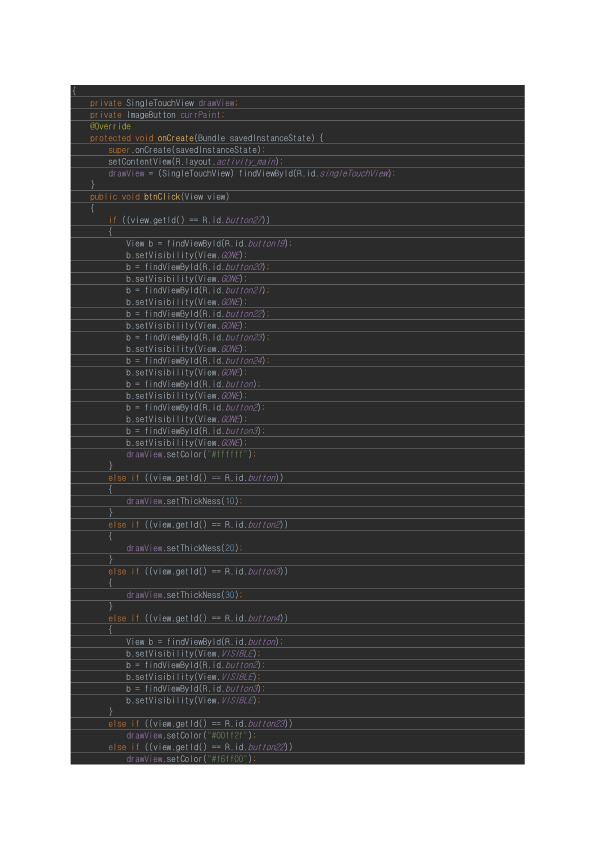 {
private SingleTouchView drawView;
private ImageButton currPaint;
@Override
protected void onCreate(Bundle savedInstanceState) {
super.onCreate(savedInstanceState);
setContentView(R.layout.activity_main);
drawView = (SingleTouchView) findViewById(R.id.singleTouchView);
}
public void btnClick(View view)
{
if ((view.getId() == R.id.button27))
{
View b = findViewById(R.id.button19);
b.setVisibility(View.GONE);
b = findViewById(R.id.button20);
b.setVisibility(View.GONE);
b = findViewById(R.id.button21);
b.setVisibility(View.GONE);
b = findViewById(R.id.button22);
b.setVisibility(View.GONE);
b = findViewById(R.id.button23);
b.setVisibility(View.GONE);
b = findViewById(R.id.button24);
b.setVisibility(View.GONE);
b = findViewById(R.id.button);
b.setVisibility(View.GONE);
b = findViewById(R.id.button2);
b.setVisibility(View.GONE);
b = findViewById(R.id.button3);
b.setVisibility(View.GONE);
drawView.setColor("#ffffff");
}
else if ((view.getId() == R.id.button))
{
drawView.setThickNess(10);
}
else if ((view.getId() == R.id.button2))
{
drawView.setThickNess(20);
}
else if ((view.getId() == R.id.button3))
{
drawView.setThickNess(30);
}
else if ((view.getId() == R.id.button4))
{
View b = findViewById(R.id.button);
b.setVisibility(View.VISIBLE);
b = findViewById(R.id.button2);
b.setVisibility(View.VISIBLE);
b = findViewById(R.id.button3);
b.setVisibility(View.VISIBLE);
}
else if ((view.getId() == R.id.button23))
drawView.setColor("#00ff2f");
else if ((view.getId() == R.id.button22))
drawView.setColor("#f6ff00");